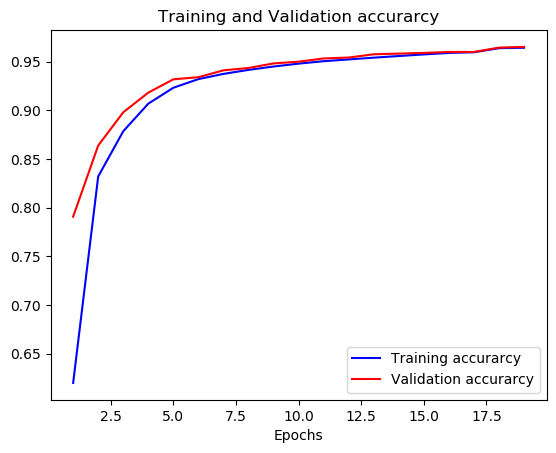 Training and Validation accurarcy
0.95
0.90
0.85
0.80
0.75
0.70
0.65
Training accurarcy
Validation accurarcy
2.5 5.0 7.5 10.0 12.5 15.0 17.5
Epochs